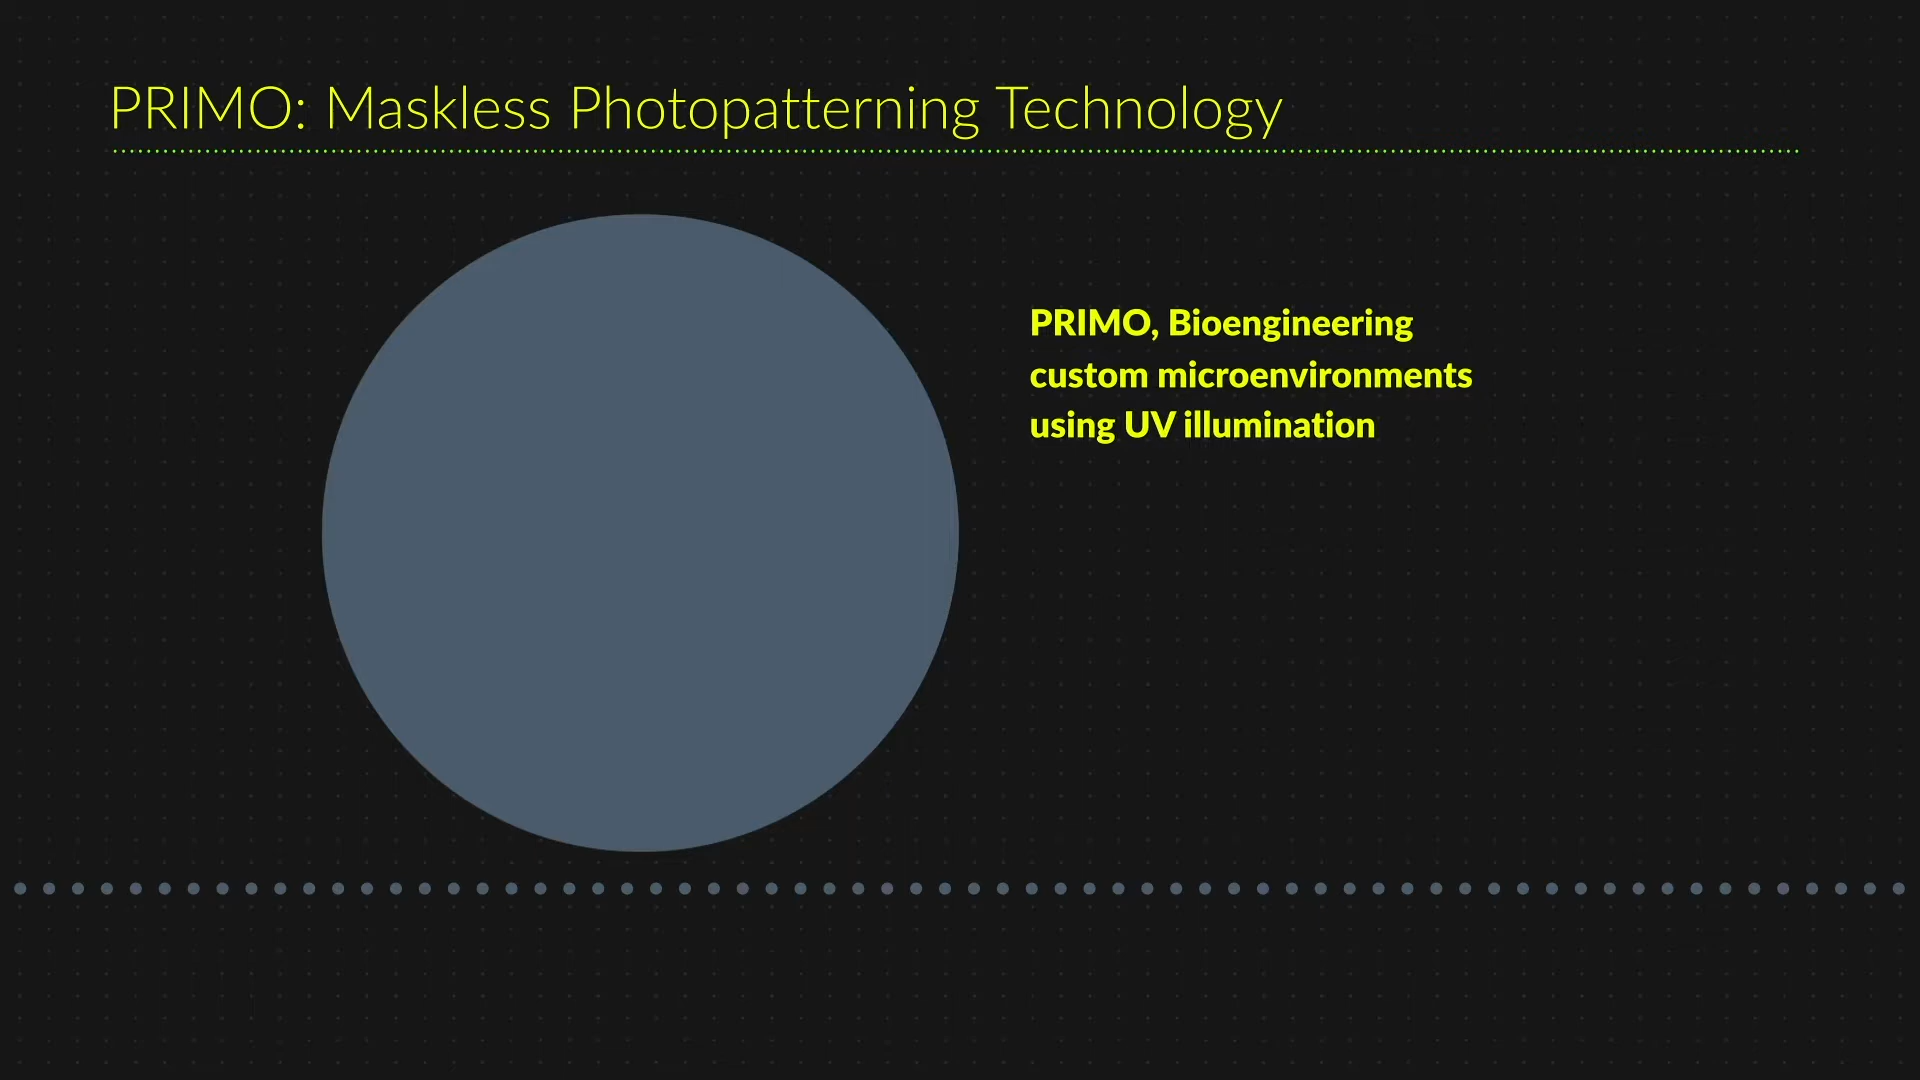 PRIMO: Maskless Photopatterning Technology
PRIMO, Bioengineering
custom microenvironments
using UV illumination